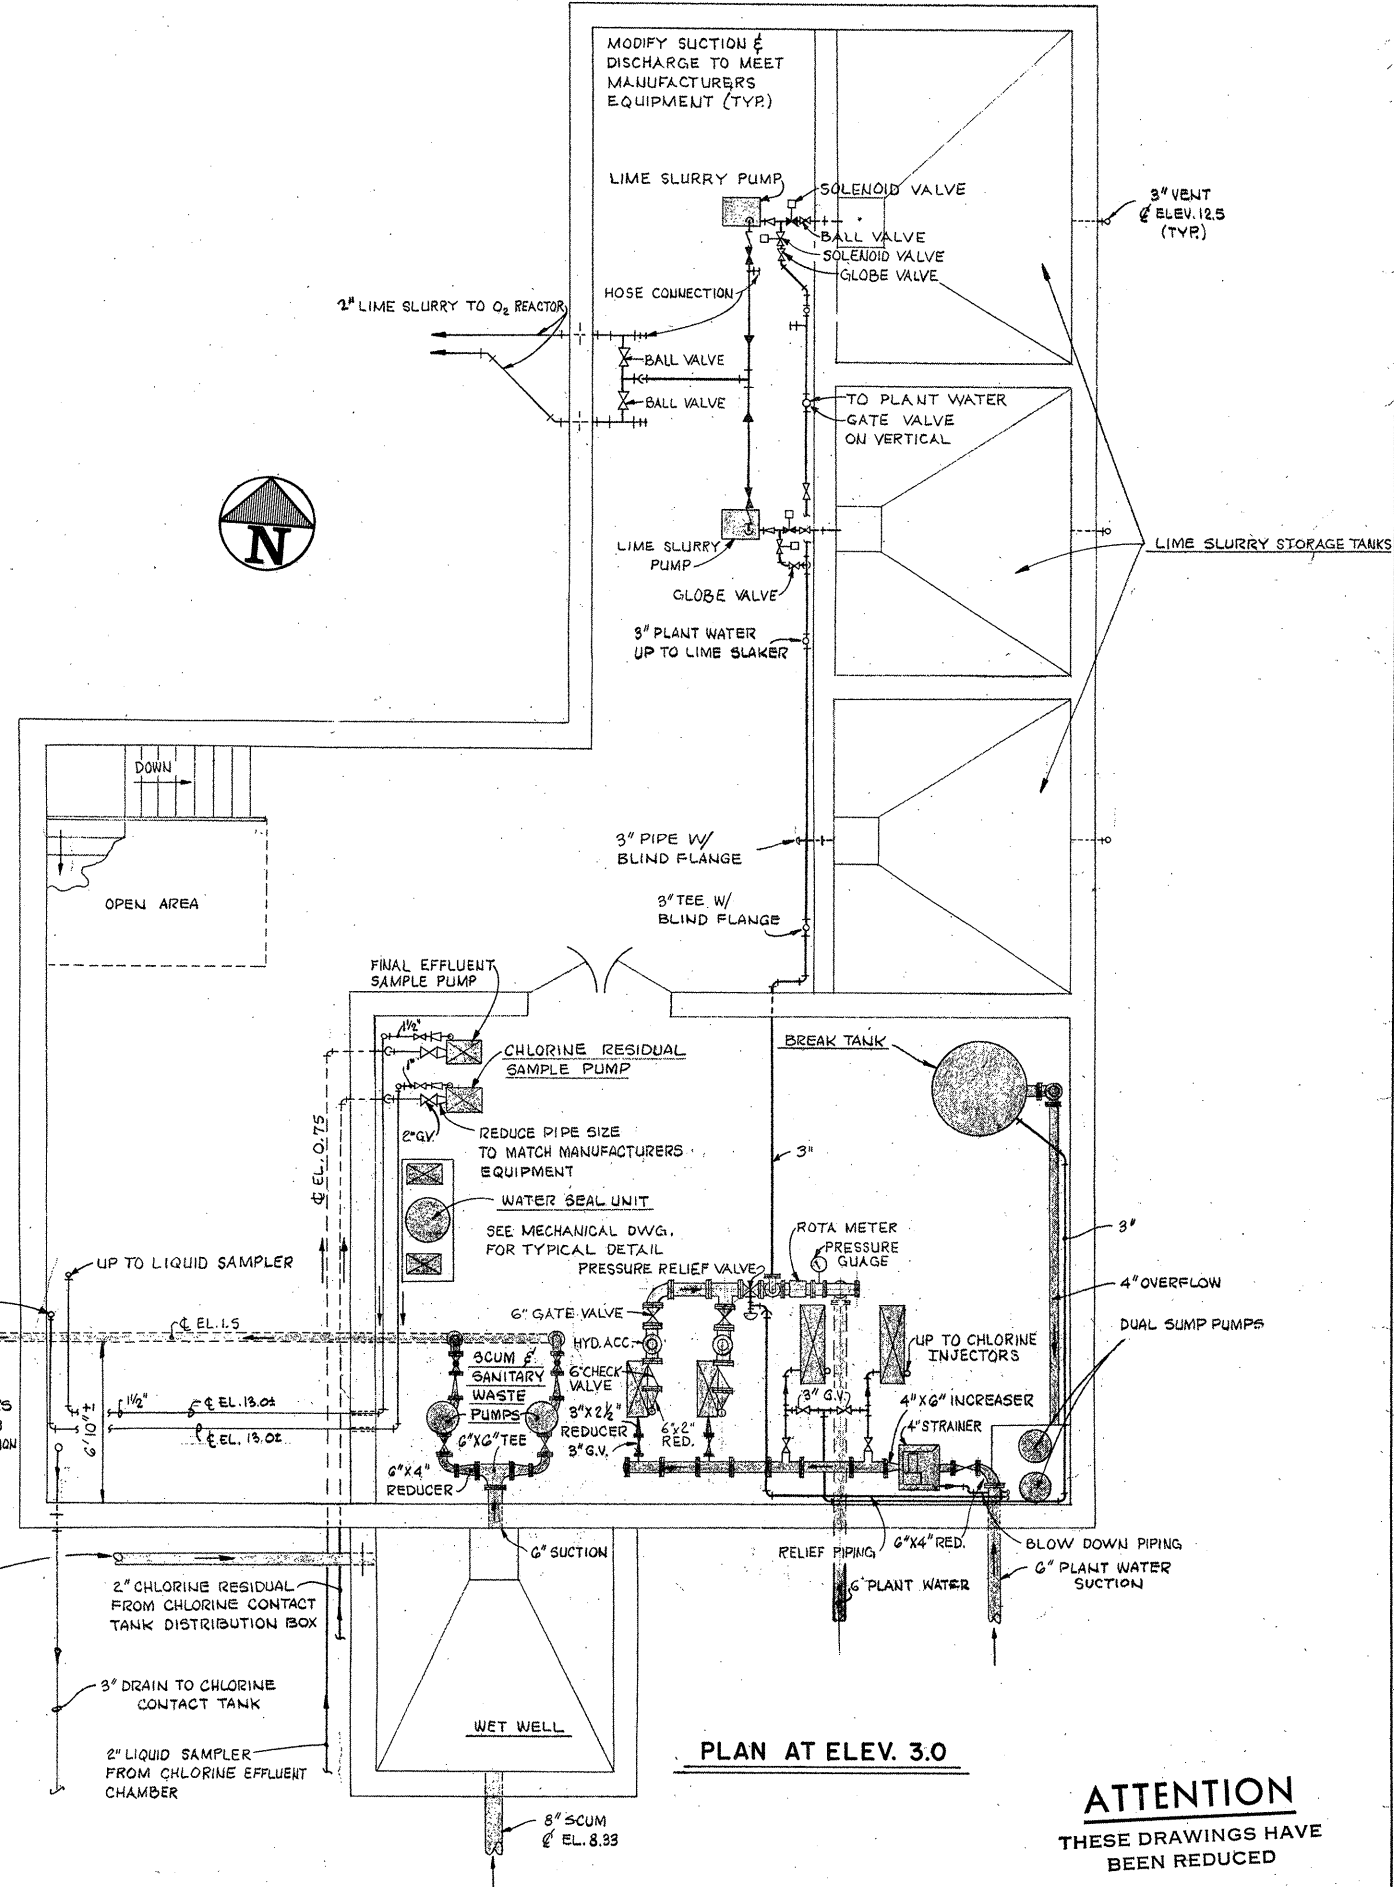 MODIFY SUCTION &
DISCHARGE TO MEET
MANUFACTURERS
EQUIPMENT (TYP.)
LIME SLURRY PUMP
SOLENOID VALVE
3" VENT
℄ ELEV. 12.5
(TYP.)
BALL VALVE
SOLENOID VALVE
GLOBE VALVE
HOSE CONNECTION
2" LIME SLURRY TO O₂ REACTOR
BALL VALVE
BALL VALVE
TO PLANT WATER
GATE VALVE
ON VERTICAL
N
LIME SLURRY
PUMP
LIME SLURRY STORAGE TANKS
GLOBE VALVE
3" PLANT WATER
UP TO LIME SLAKER
DOWN
3" PIPE W/
BLIND FLANGE
OPEN AREA
3" TEE W/
BLIND FLANGE
FINAL EFFLUENT
SAMPLE PUMP
1½"
CHLORINE RESIDUAL
SAMPLE PUMP
1"
BREAK TANK
2" G.V.
REDUCE PIPE SIZE
TO MATCH MANUFACTURERS
EQUIPMENT
℄ EL. 0.75
3"
WATER SEAL UNIT
SEE MECHANICAL DWG.
FOR TYPICAL DETAIL
ROTA METER
PRESSURE
GUAGE
3"
UP TO LIQUID SAMPLER
PRESSURE RELIEF VALVE
4" OVERFLOW
6" GATE VALVE
℄ EL. 1.5
DUAL SUMP PUMPS
HYD. ACC.
UP TO CHLORINE
INJECTORS
SCUM &
SANITARY
WASTE
PUMPS
6" CHECK
VALVE
3" G.V.
4" X 6" INCREASER
1½"
℄ EL. 13.0±
3" X 2½"
REDUCER
6" X 2"
RED.
4" STRAINER
6'10"±
℄ EL. 13.0±
6" X 6" TEE
3" G.V.
ION
6" X 4"
REDUCER
6" SUCTION
RELIEF PIPING
6" X 4" RED.
BLOW DOWN PIPING
6" PLANT WATER
SUCTION
6" PLANT WATER
2" CHLORINE RESIDUAL
FROM CHLORINE CONTACT
TANK DISTRIBUTION BOX
3" DRAIN TO CHLORINE
CONTACT TANK
WET WELL
PLAN AT ELEV. 3.0
2" LIQUID SAMPLER
FROM CHLORINE EFFLUENT
CHAMBER
8" SCUM
℄ EL. 8.33
ATTENTION
THESE DRAWINGS HAVE
BEEN REDUCED